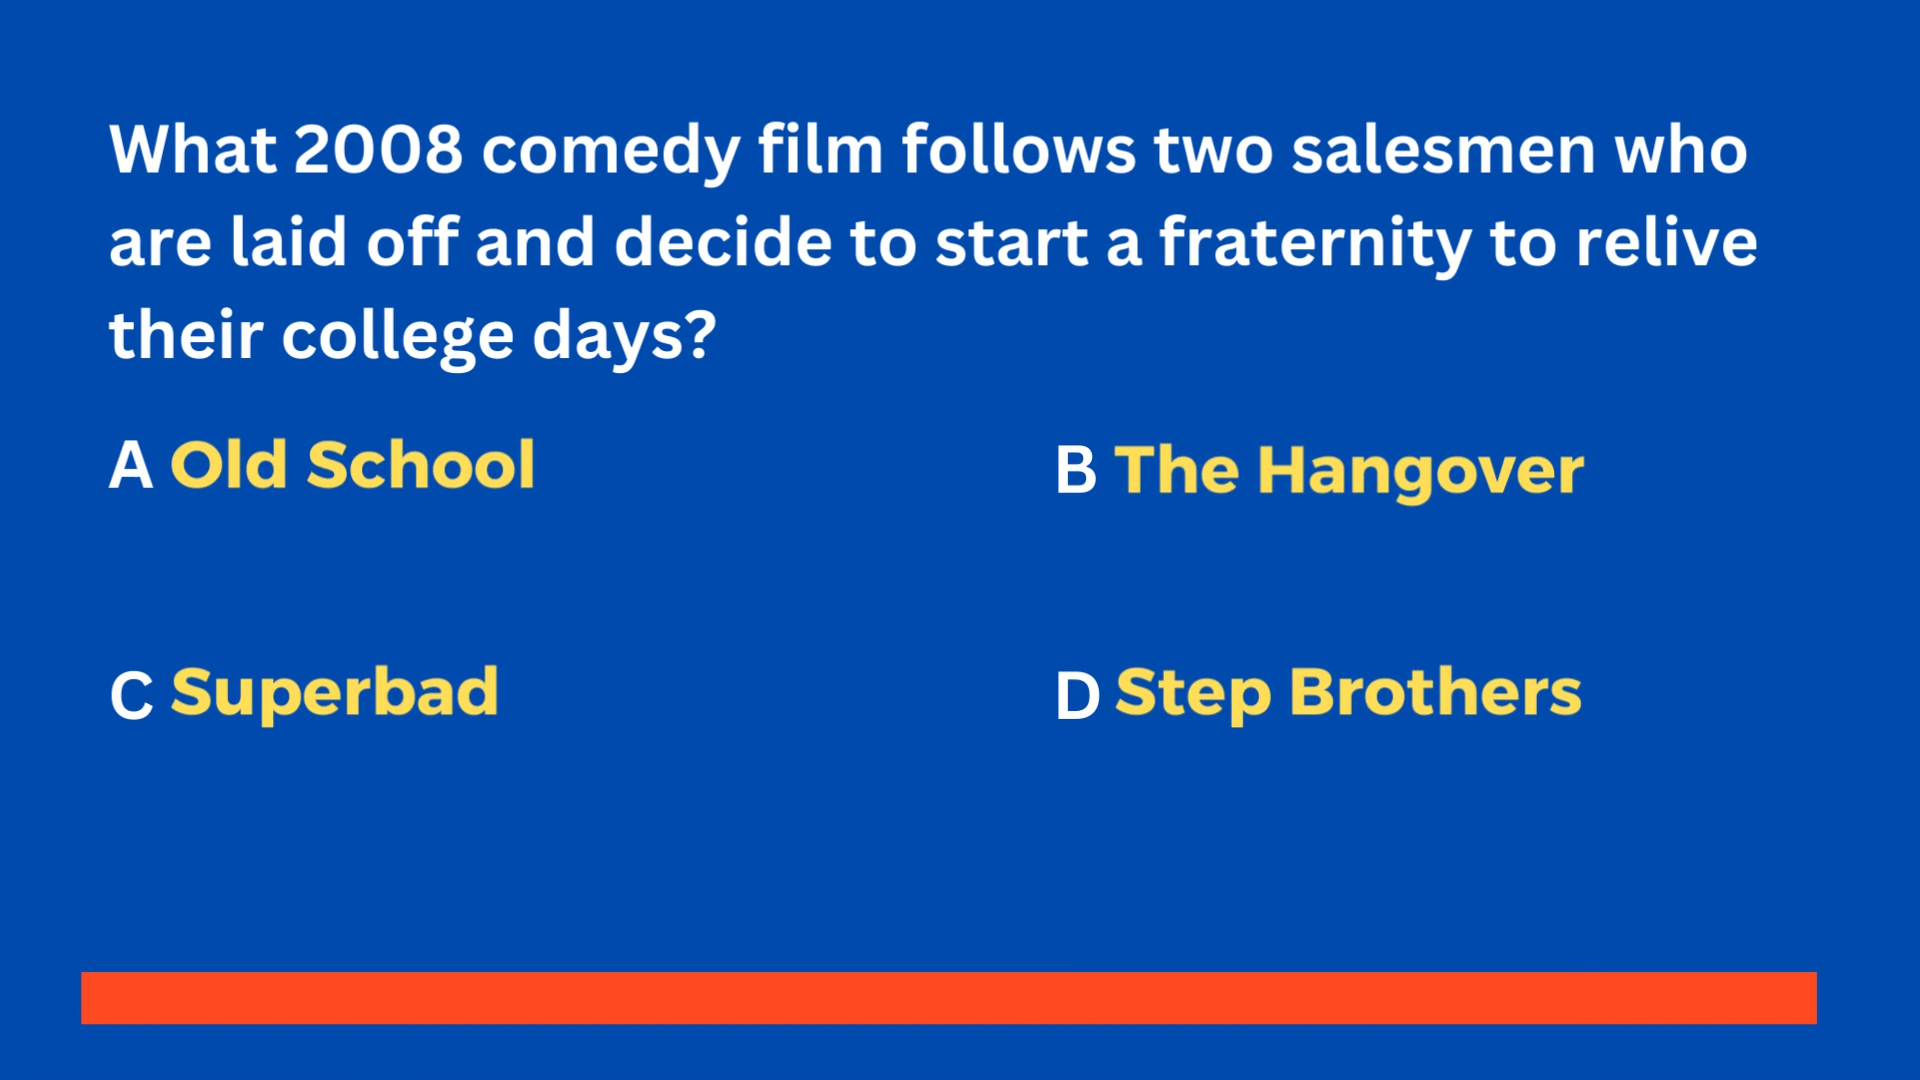 What 2008 comedy film follows two salesmen who
are laid off and decide to start a fraternity to relive
their college days?
A Old School
B The Hangover
C Superbad
D Step Brothers